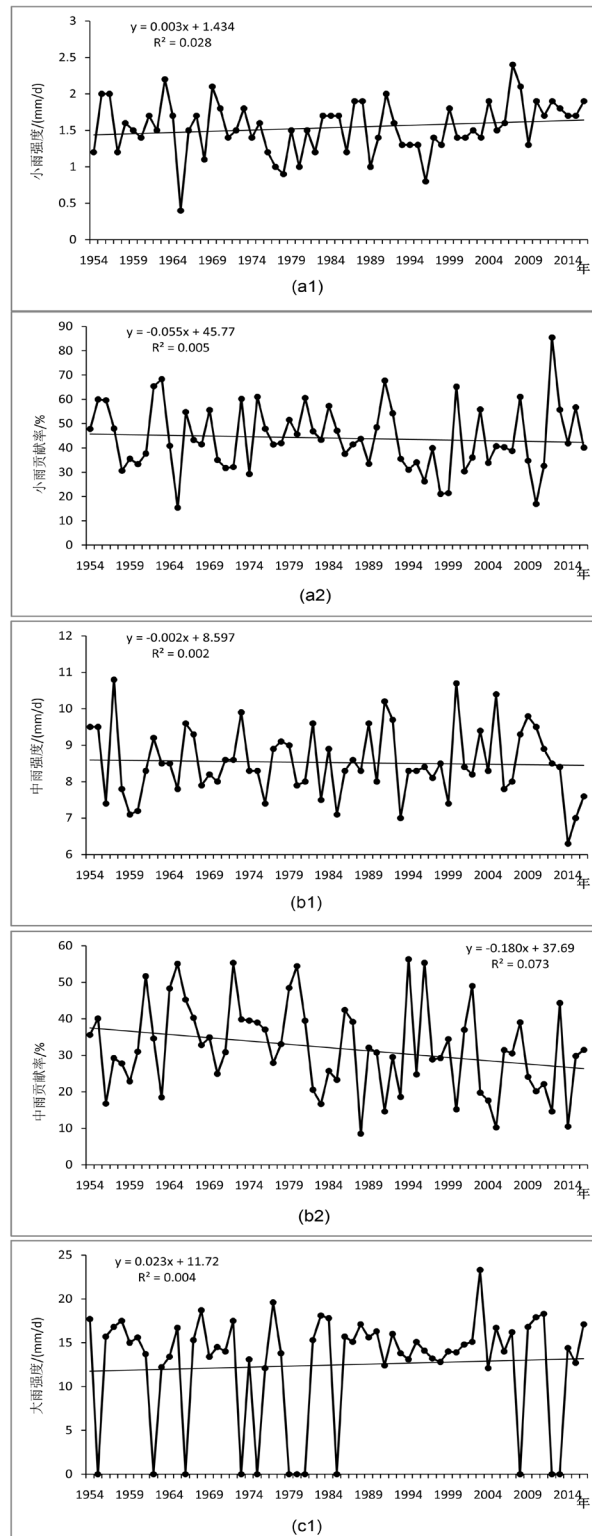 y = 0.003x + 1.434
R² = 0.028
小雨强度/(mm/d)
3
2.5
2
1.5
1
0.5
0
1954 1959 1964 1969 1974 1979 1984 1989 1994 1999 2004 2009 2014 年
(a1)
y = -0.055x + 45.77
R² = 0.005
小雨贡献率/%
90
80
70
60
50
40
30
20
10
0
1954 1959 1964 1969 1974 1979 1984 1989 1994 1999 2004 2009 2014 年
(a2)
y = -0.002x + 8.597
R² = 0.002
中雨强度/(mm/d)
12
11
10
9
8
7
6
1954 1959 1964 1969 1974 1979 1984 1989 1994 1999 2004 2009 2014 年
(b1)
y = -0.180x + 37.69
R² = 0.073
中雨贡献率/%
60
50
40
30
20
10
0
1954 1959 1964 1969 1974 1979 1984 1989 1994 1999 2004 2009 2014 年
(b2)
y = 0.023x + 11.72
R² = 0.004
大雨强度/(mm/d)
25
20
15
10
5
0
1954 1959 1964 1969 1974 1979 1984 1989 1994 1999 2004 2009 2014 年
(c1)